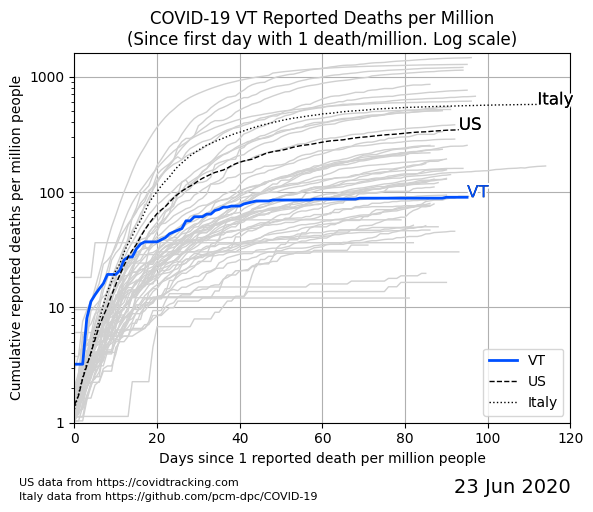 COVID-19 VT Reported Deaths per Million
(Since first day with 1 death/million. Log scale)
Cumulative reported deaths per million people
1000
100
10
1
Italy
US
VT
VT
US
Italy
0 20 40 60 80 100 120
Days since 1 reported death per million people
US data from https://covidtracking.com
Italy data from https://github.com/pcm-dpc/COVID-19
23 Jun 2020